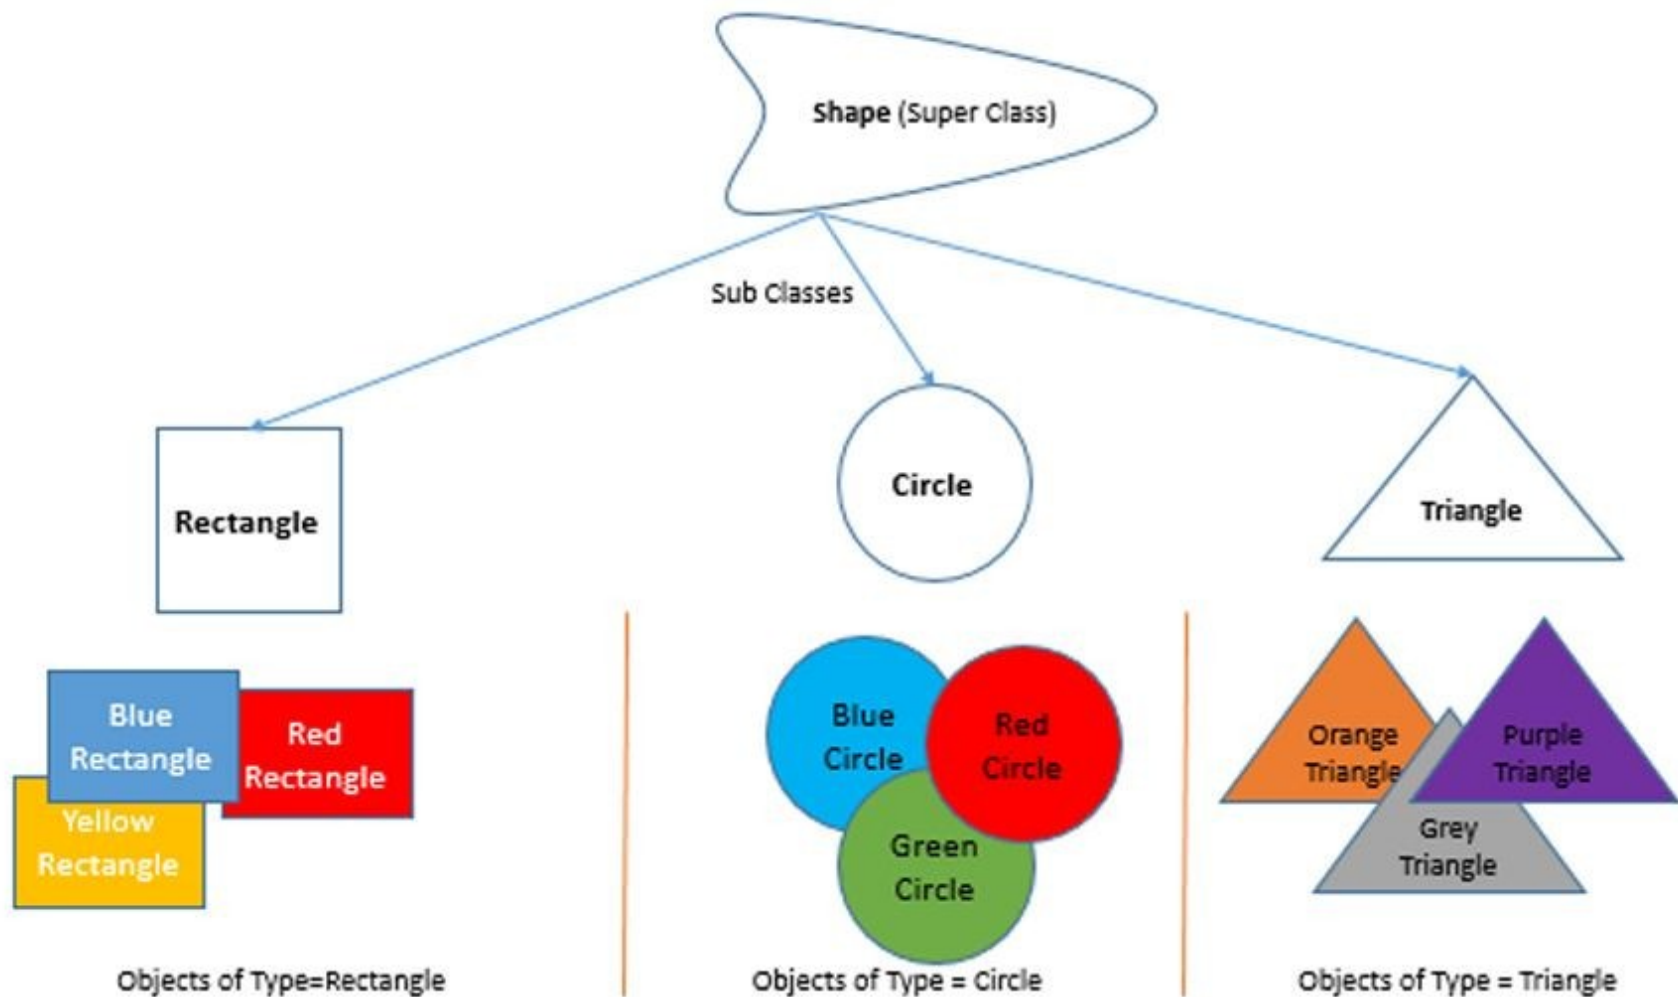 Shape (Super Class)
Sub Classes
Rectangle
Circle
Triangle
Blue
Rectangle
Red
Rectangle
Yellow
Rectangle
Blue
Circle
Red
Circle
Green
Circle
Orange
Triangle
Purple
Triangle
Grey
Triangle
Objects of Type=Rectangle
Objects of Type = Circle
Objects of Type = Triangle